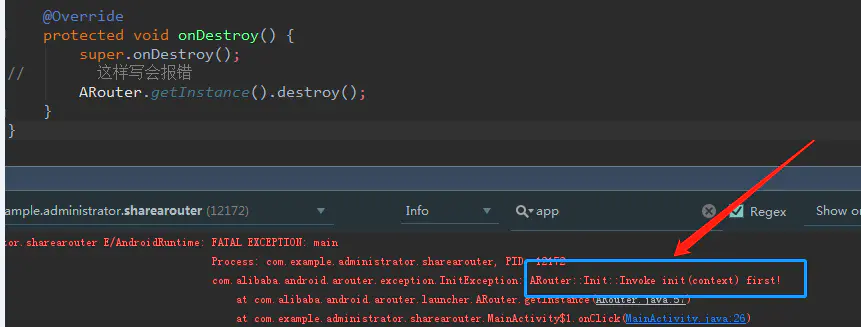 @Override
protected void onDestroy() {
super.onDestroy();
// 这样写会报错
ARouter.getInstance().destroy();
}
}
ample.administrator.sharearouter (12172) Info app Regex Show on
tor.sharearouter E/AndroidRuntime: FATAL EXCEPTION: main
Process: com.example.administrator.sharearouter, PID: 12172
com.alibaba.android.arouter.exception.InitException: ARouter::Init::Invoke init(context) first!
at com.alibaba.android.arouter.launcher.ARouter.getInstance(ARouter.java:57)
at com.example.administrator.sharearouter.MainActivity$1.onClick(MainActivity.java:26)